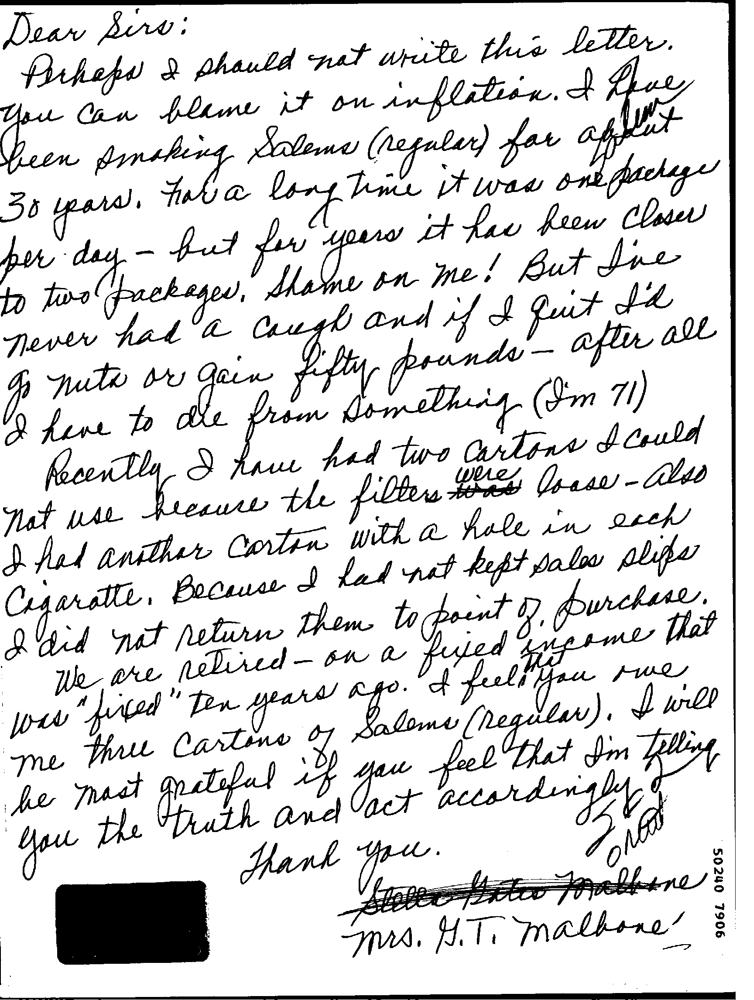 Dear Sirs:
Perhaps I should not write this letter.
You can blame it on inflation. I have
been smoking Salems (regular) for about
30 years. For a long time it was one package
per day - but for years it has been closer
to two packages. Shame on me! But I've
never had a cough and if I quit I'd
go nuts or gain fifty pounds - after all
I have to die from something (I'm 71)
Recently I have had two cartons I could
not use because the filters was were loose - also
I had another carton with a hole in each
Cigarette. Because I had not kept sales slips
I did not return them to point of purchase.
We are retired - on a fixed income that
was "fixed" ten years ago. I feel that you owe
me three cartons of Salems (regular). I will
be most grateful if you feel that I'm telling
you the truth and act accordingly
Thank you.
Stella Gates Malbone
Mrs. G.T. Malbone
50240 7906